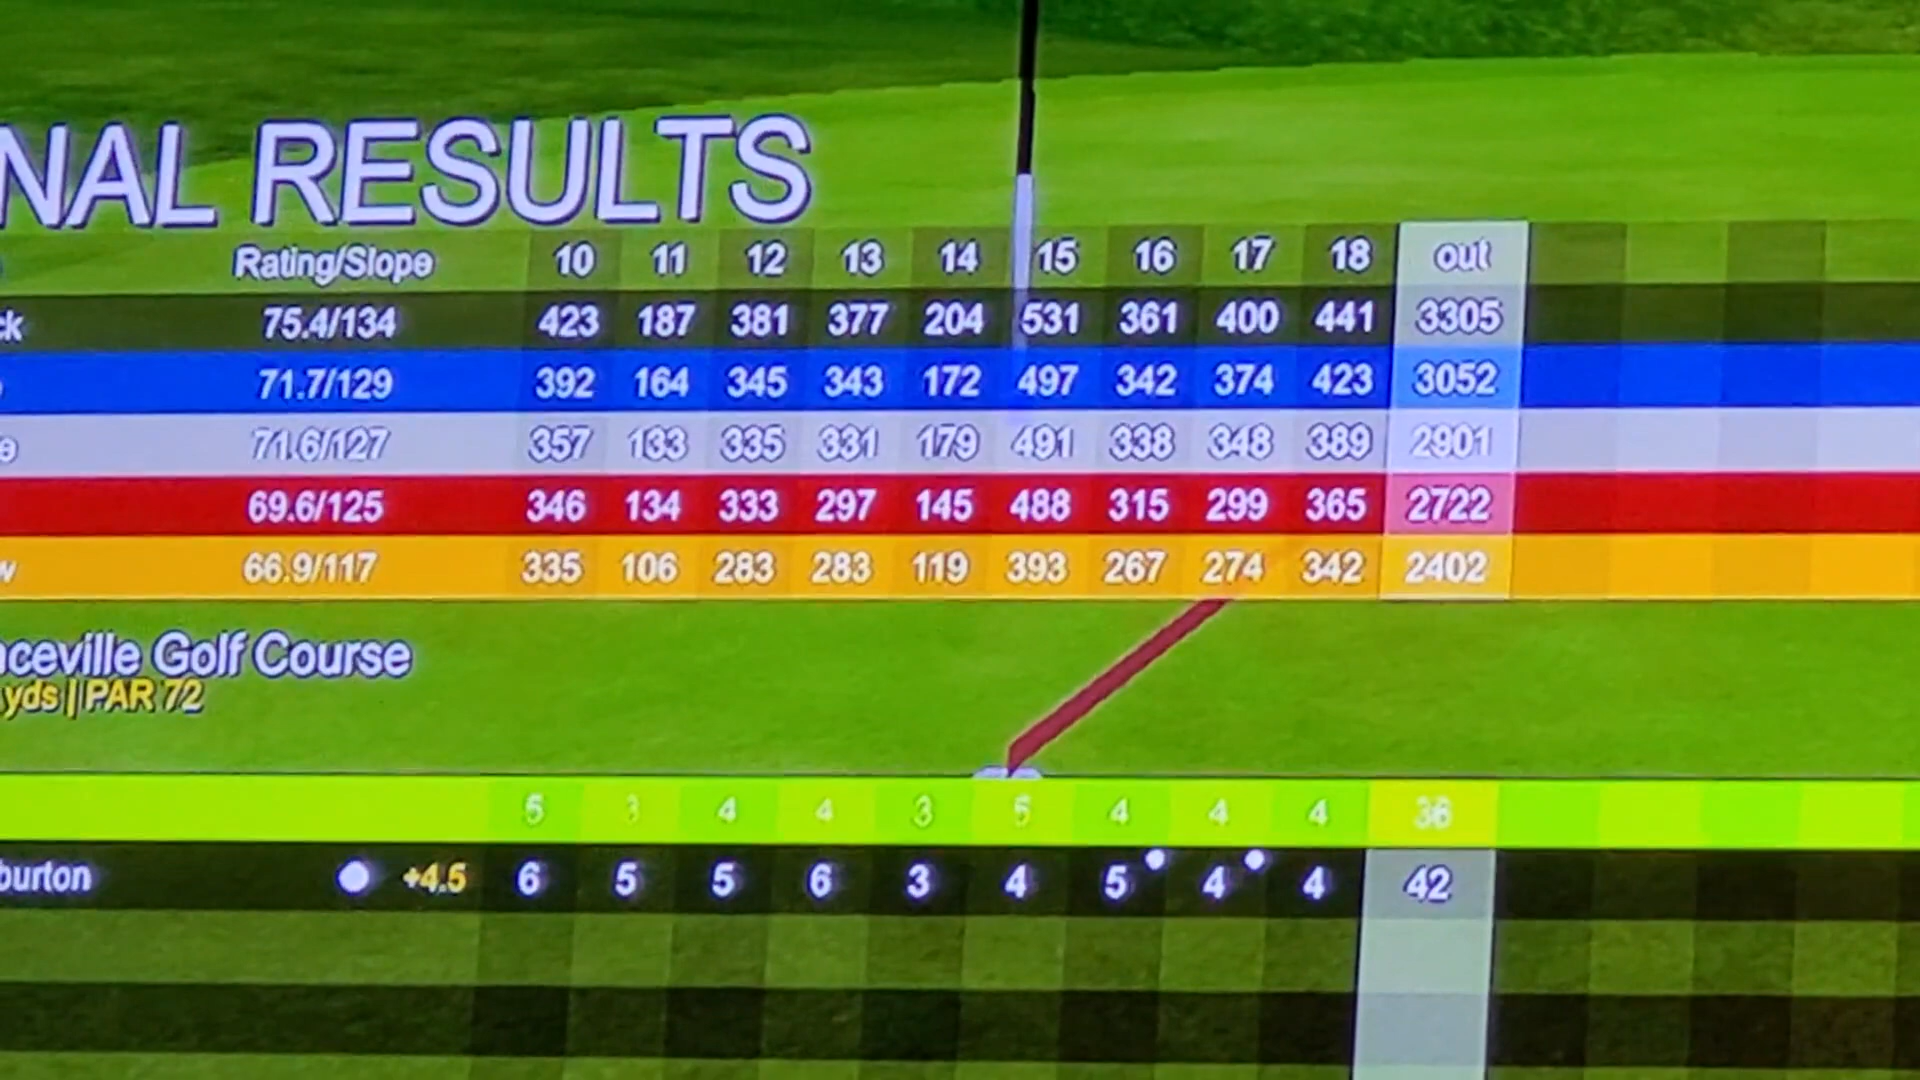 NAL RESULTS
Rating/Slope 10 11 12 13 14 15 16 17 18 out
ck 75.4/134 423 187 381 377 204 531 361 400 441 3305
71.7/129 392 164 345 343 172 497 342 374 423 3052
e 71.6/127 357 133 335 331 179 491 338 348 389 2901
69.6/125 346 134 333 297 145 488 315 299 365 2722
w 66.9/117 335 106 283 283 119 393 267 274 342 2402
nceville Golf Course
yds | PAR 72
5 3 4 4 3 5 4 4 4 36
burton +4.5 6 5 5 6 3 4 5 4 4 42